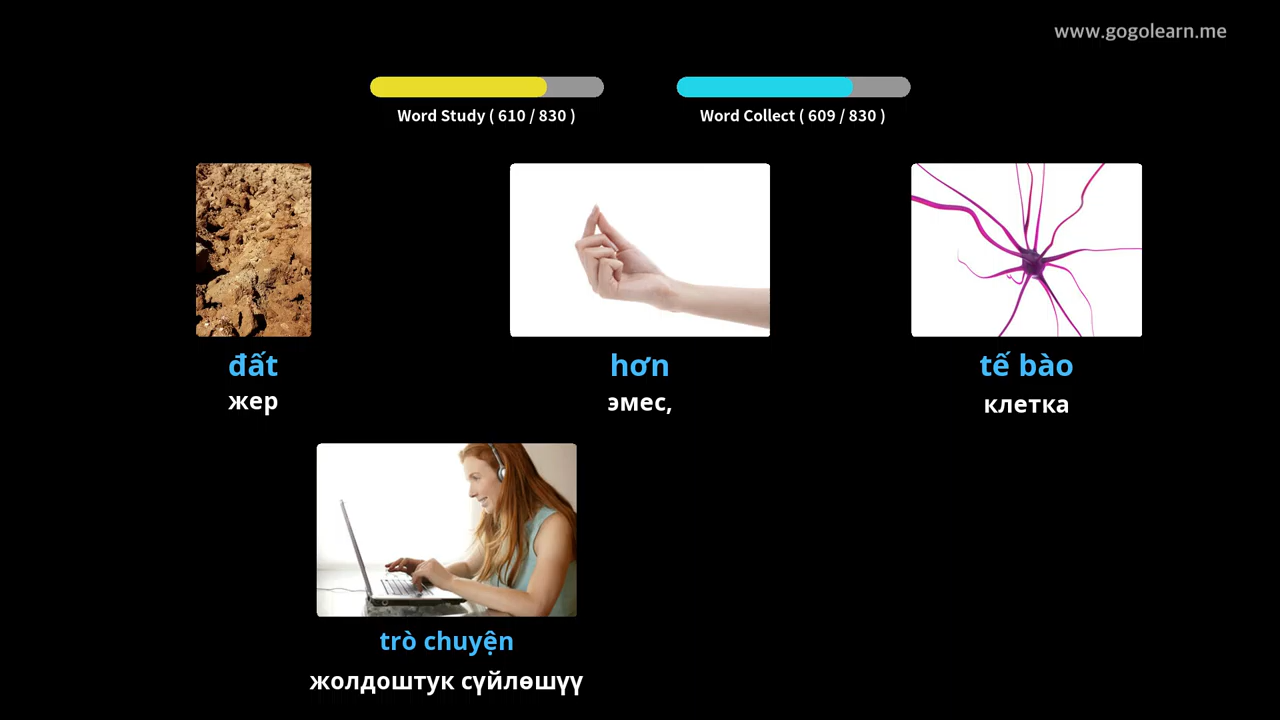 www.gogolearn.me
Word Study ( 610 / 830 )
Word Collect ( 609 / 830 )
đất
жер
hơn
эмес,
tế bào
клетка
trò chuyện
жолдоштук сүйлөшүү